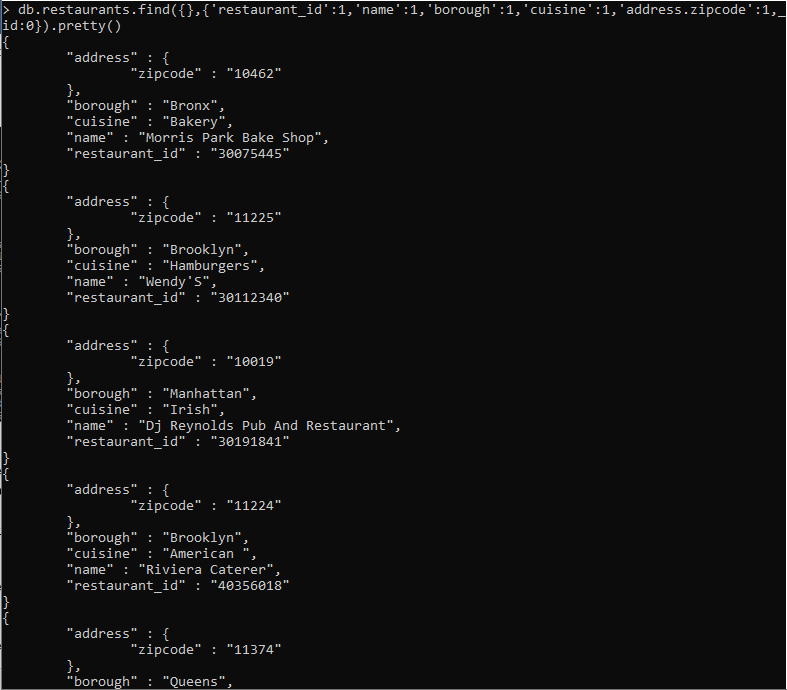 > db.restaurants.find({},{'restaurant_id':1,'name':1,'borough':1,'cuisine':1,'address.zipcode':1,_
id:0}).pretty()
{
"address" : {
"zipcode" : "10462"
},
"borough" : "Bronx",
"cuisine" : "Bakery",
"name" : "Morris Park Bake Shop",
"restaurant_id" : "30075445"
}
{
"address" : {
"zipcode" : "11225"
},
"borough" : "Brooklyn",
"cuisine" : "Hamburgers",
"name" : "Wendy'S",
"restaurant_id" : "30112340"
}
{
"address" : {
"zipcode" : "10019"
},
"borough" : "Manhattan",
"cuisine" : "Irish",
"name" : "Dj Reynolds Pub And Restaurant",
"restaurant_id" : "30191841"
}
{
"address" : {
"zipcode" : "11224"
},
"borough" : "Brooklyn",
"cuisine" : "American ",
"name" : "Riviera Caterer",
"restaurant_id" : "40356018"
}
{
"address" : {
"zipcode" : "11374"
},
"borough" : "Queens",